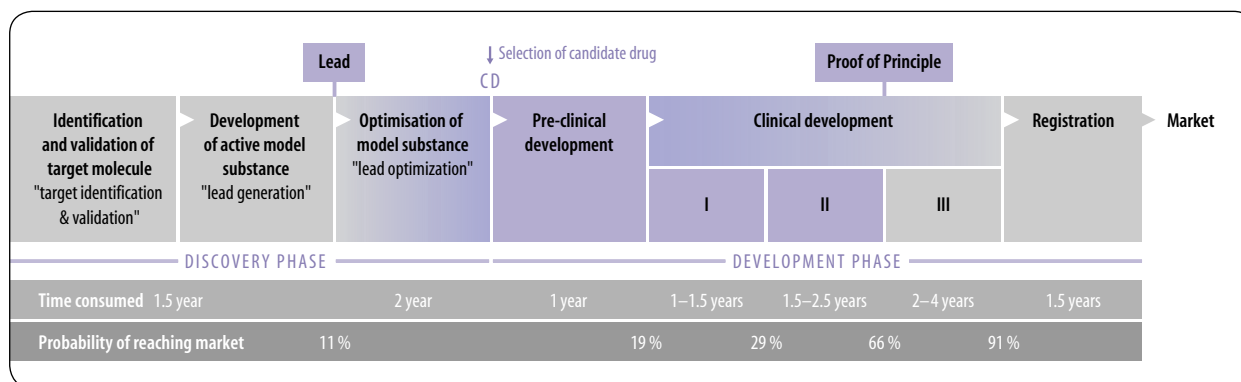 Selection of candidate drug
Lead
Proof of Principle
CD
Identification
and validation of
target molecule
"target identification
& validation"
Development
of active model
substance
"lead generation"
Optimisation of
model substance
"lead optimization"
Pre-clinical
development
Clinical development
I
II
III
Registration
Market
DISCOVERY PHASE
DEVELOPMENT PHASE
Time consumed 1.5 year 2 year 1 year 1–1.5 years 1.5–2.5 years 2–4 years 1.5 years
Probability of reaching market 11 % 19 % 29 % 66 % 91 %